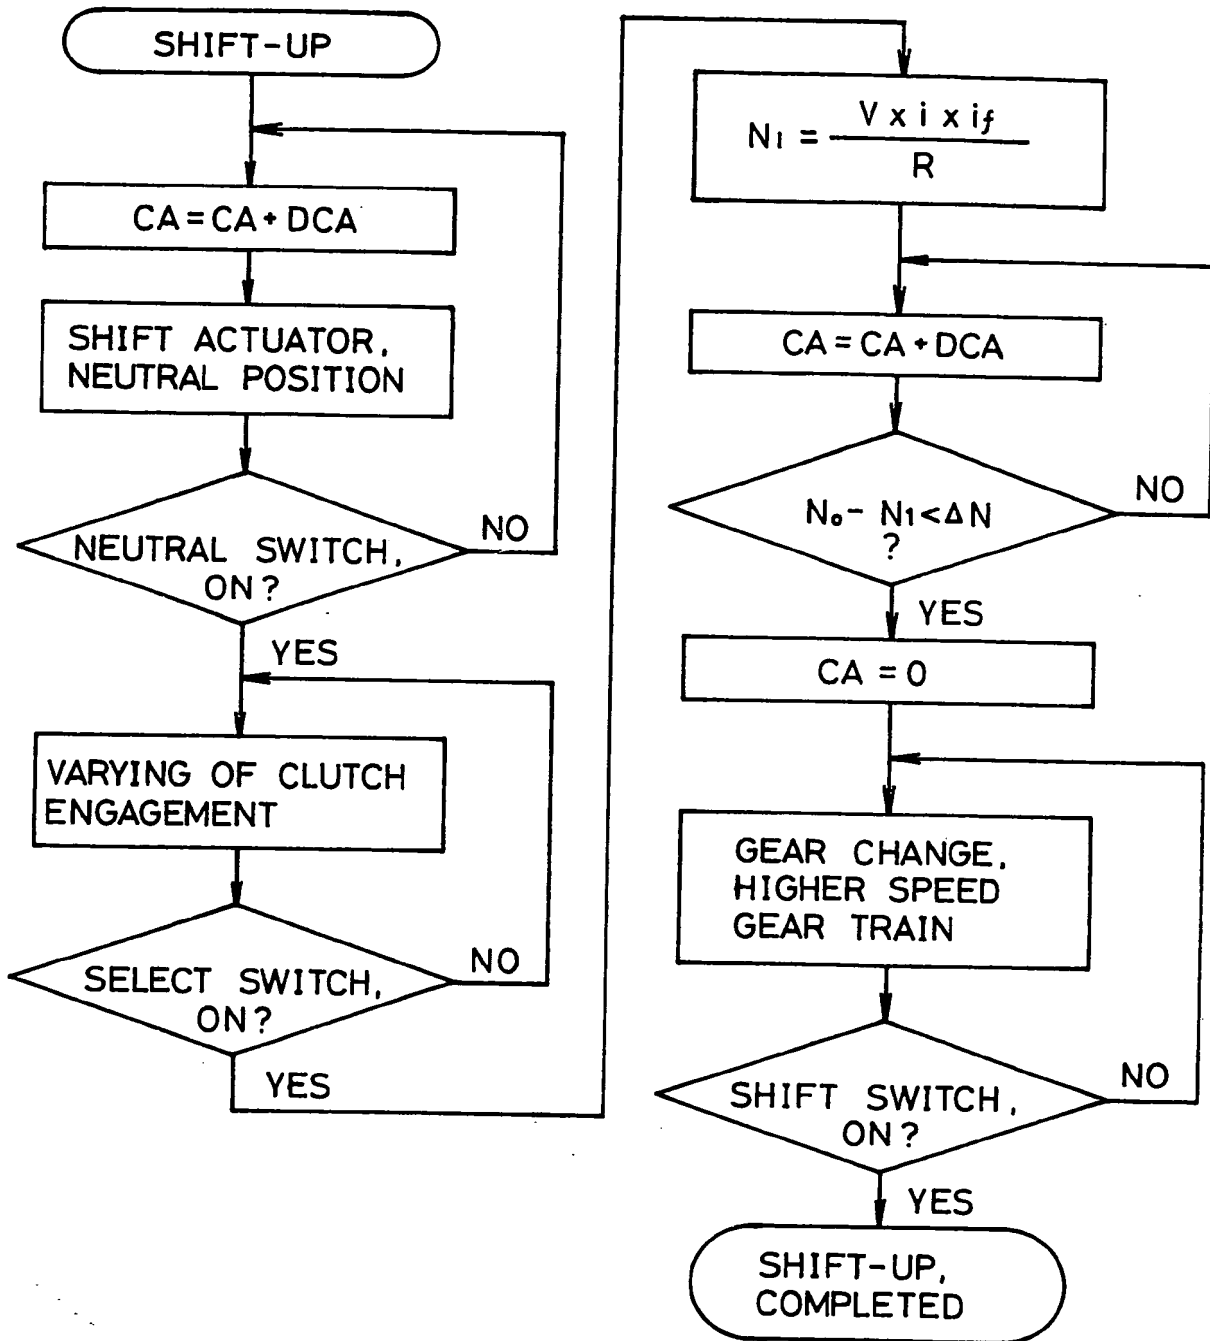 SHIFT-UP
CA = CA + DCA
SHIFT ACTUATOR,
NEUTRAL POSITION
NEUTRAL SWITCH,
ON?
NO
YES
VARYING OF CLUTCH
ENGAGEMENT
SELECT SWITCH,
ON?
NO
YES
N₁ = V x i x if / R
CA = CA + DCA
N₀ - N₁ < ΔN
?
NO
YES
CA = 0
GEAR CHANGE,
HIGHER SPEED
GEAR TRAIN
SHIFT SWITCH,
ON?
NO
YES
SHIFT-UP,
COMPLETED